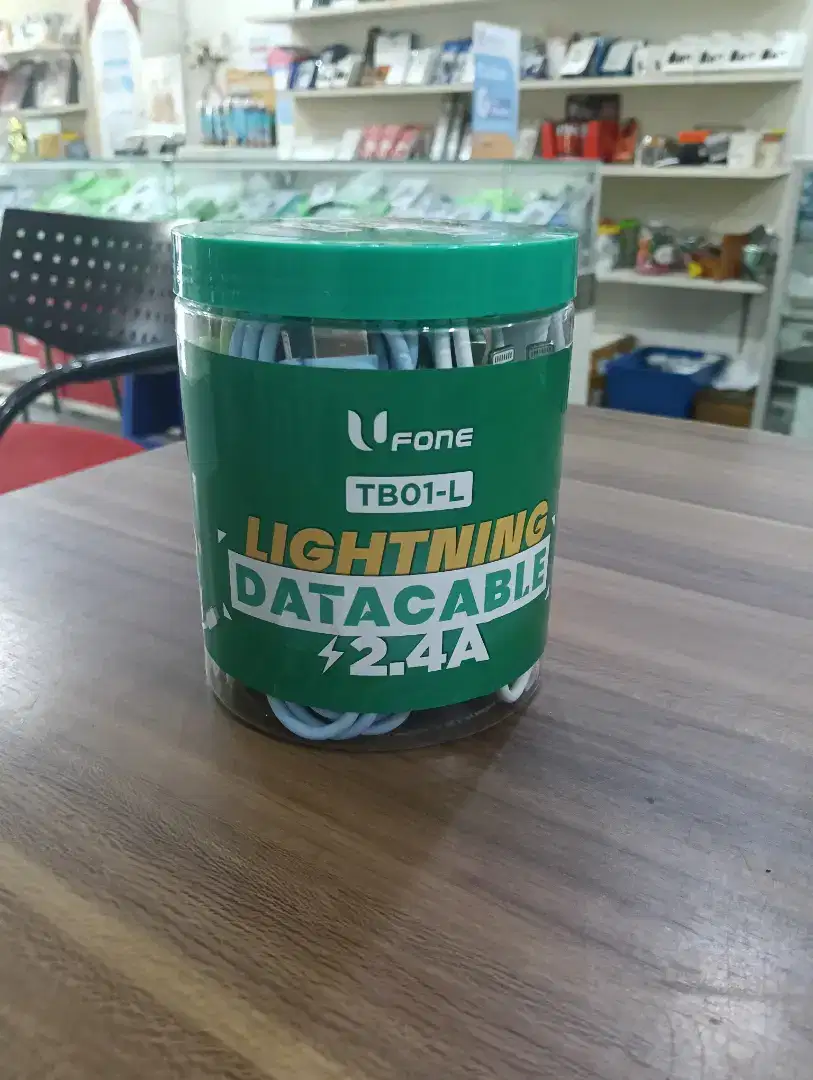 UFONE
TB01-L
LIGHTNING
DATACABLE
2.4A